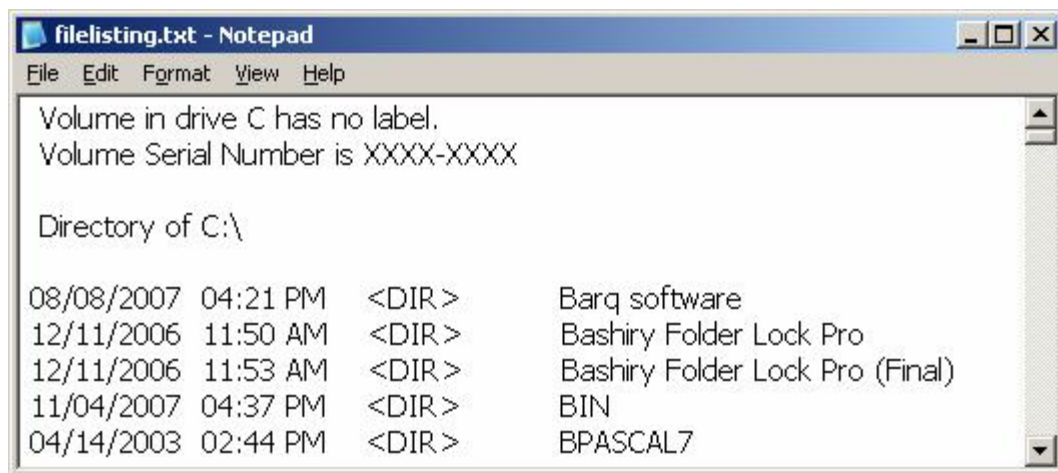 filelisting.txt - Notepad
File Edit Format View Help
Volume in drive C has no label.
Volume Serial Number is XXXX-XXXX
Directory of C:\
08/08/2007 04:21 PM <DIR> Barq software
12/11/2006 11:50 AM <DIR> Bashiry Folder Lock Pro
12/11/2006 11:53 AM <DIR> Bashiry Folder Lock Pro (Final)
11/04/2007 04:37 PM <DIR> BIN
04/14/2003 02:44 PM <DIR> BPASCAL7